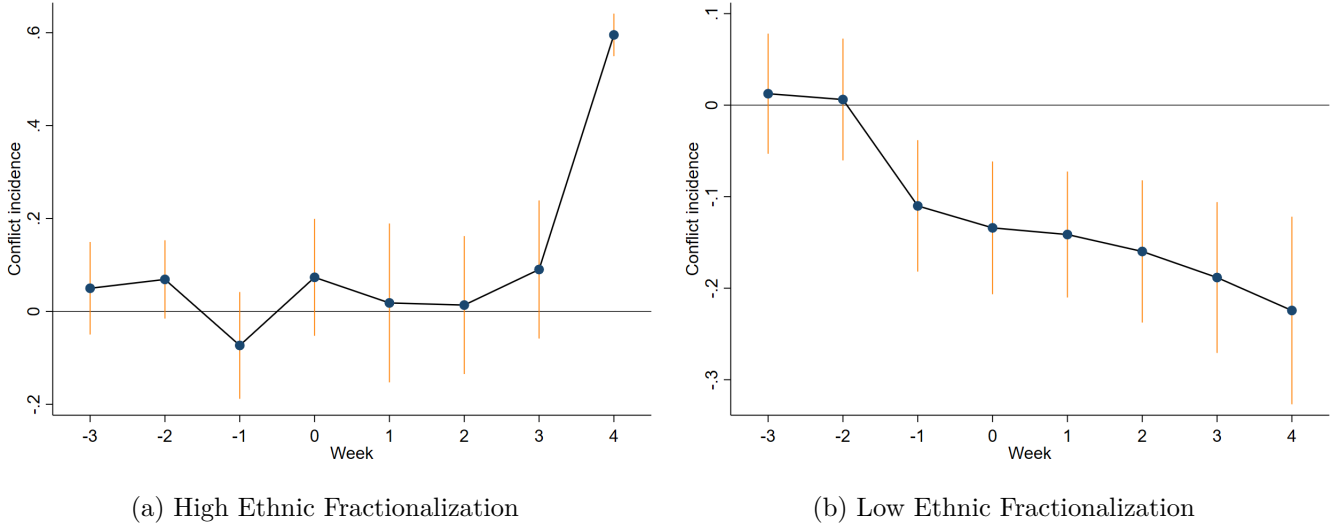 Conflict incidence
.6
.4
.2
0
-.2
-3 -2 -1 0 1 2 3 4
Week
(a) High Ethnic Fractionalization
Conflict incidence
.1
0
-.1
-.2
-.3
-3 -2 -1 0 1 2 3 4
Week
(b) Low Ethnic Fractionalization